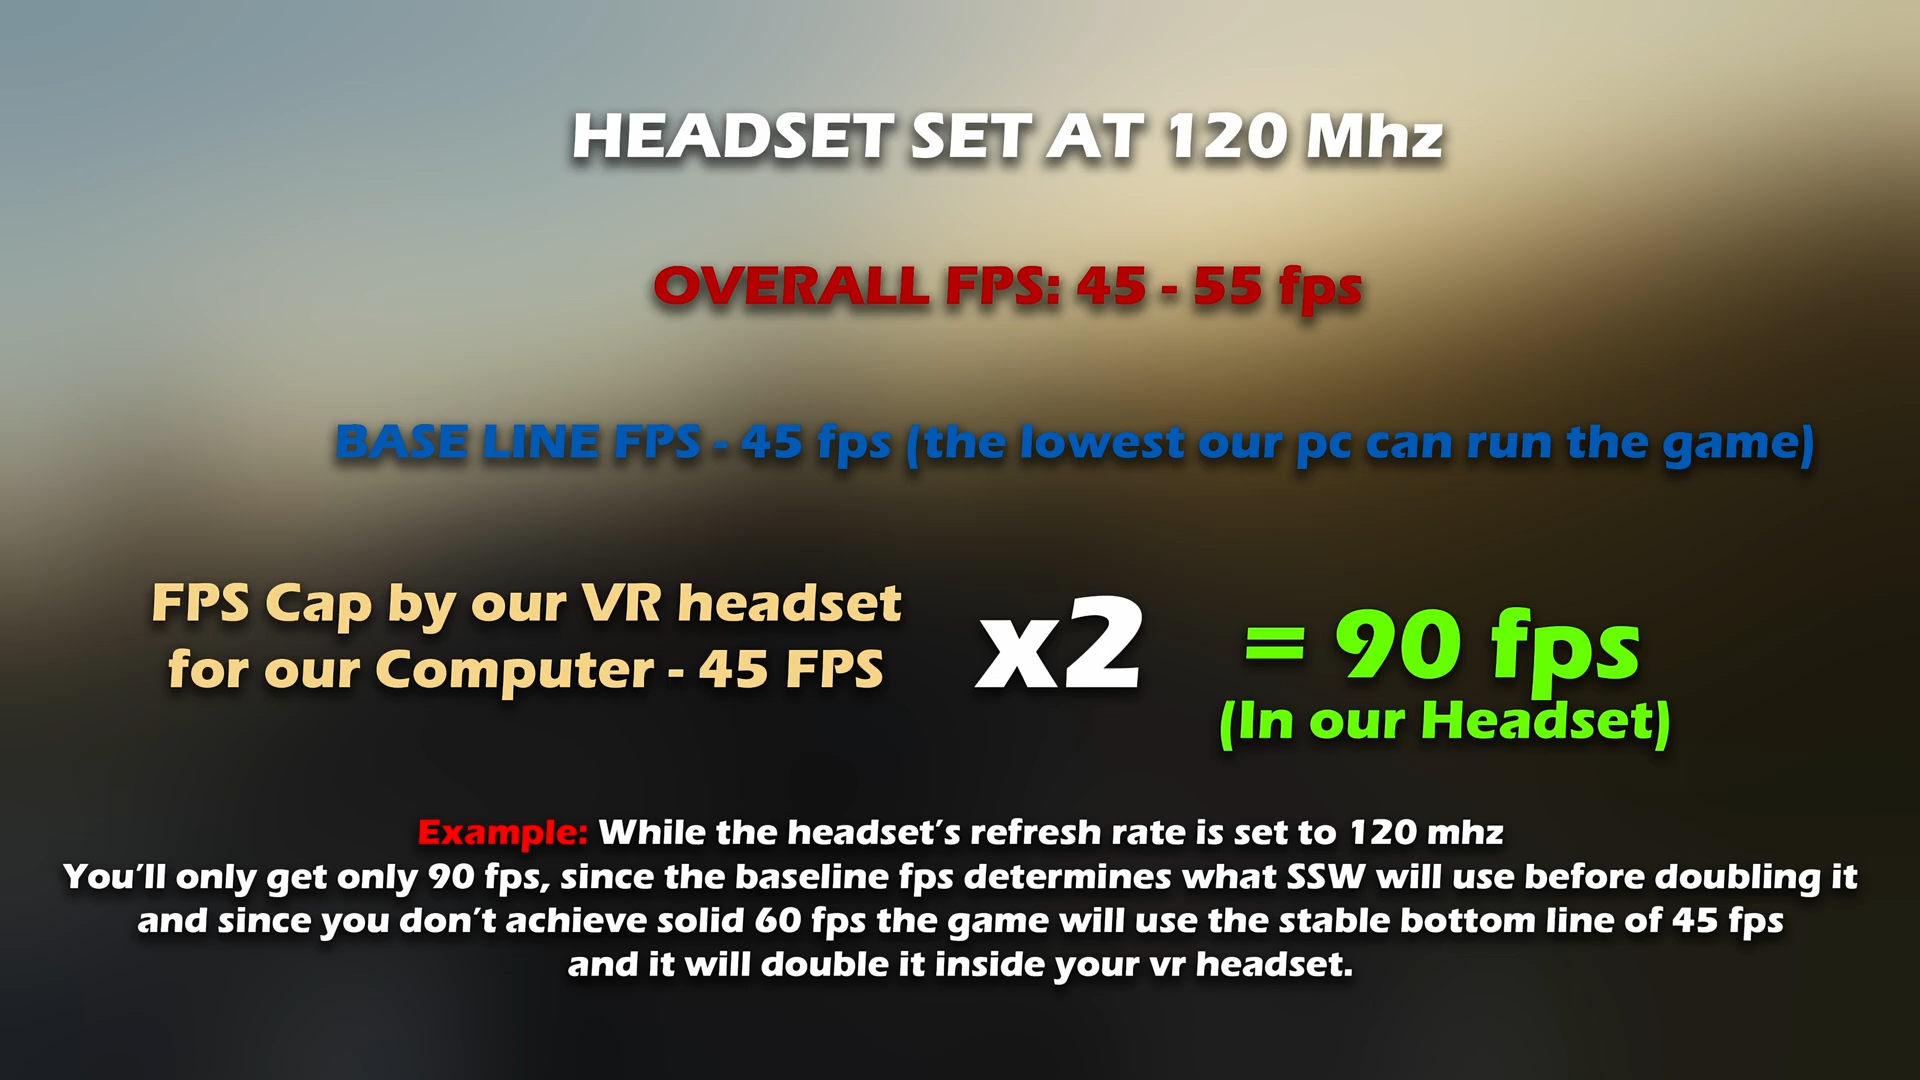 HEADSET SET AT 120 Mhz
OVERALL FPS: 45 - 55 fps
BASE LINE FPS - 45 fps (the lowest our pc can run the game)
FPS Cap by our VR headset
for our Computer - 45 FPS
x2
= 90 fps
(In our Headset)
Example: While the headset's refresh rate is set to 120 mhz
You'll only get only 90 fps, since the baseline fps determines what SSW will use before doubling it
and since you don't achieve solid 60 fps the game will use the stable bottom line of 45 fps
and it will double it inside your vr headset.